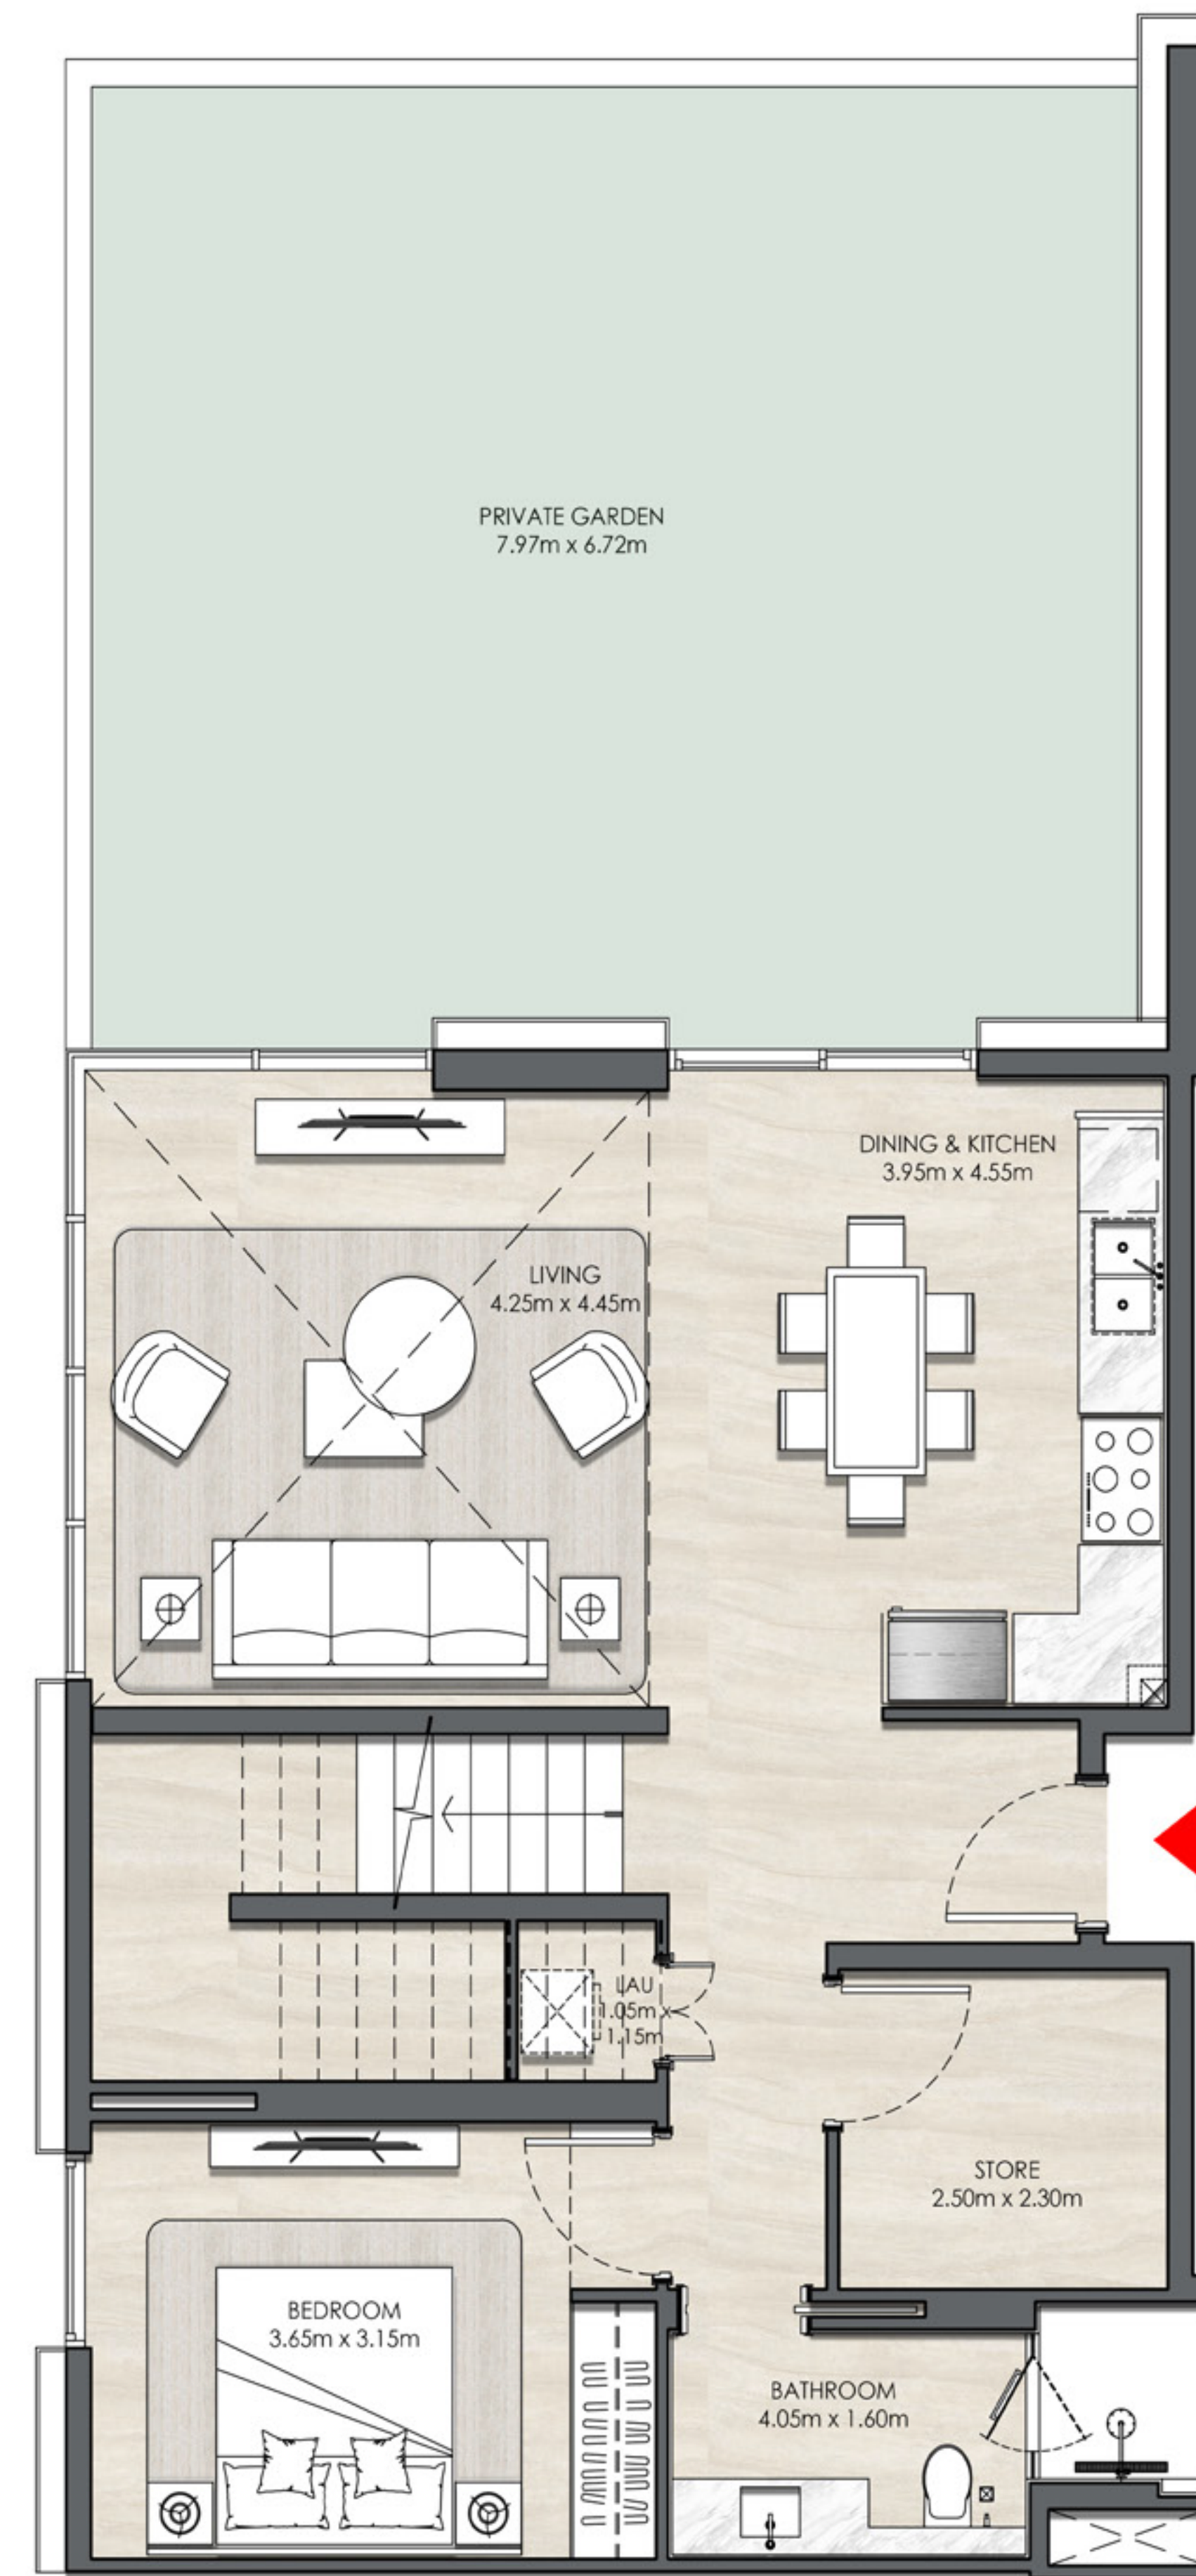 PRIVATE GARDEN
7.97m x 6.72m
DINING & KITCHEN
3.95m x 4.55m
LIVING
4.25m x 4.45m
LAU
1.05m x
1.15m
STORE
2.50m x 2.30m
BEDROOM
3.65m x 3.15m
BATHROOM
4.05m x 1.60m